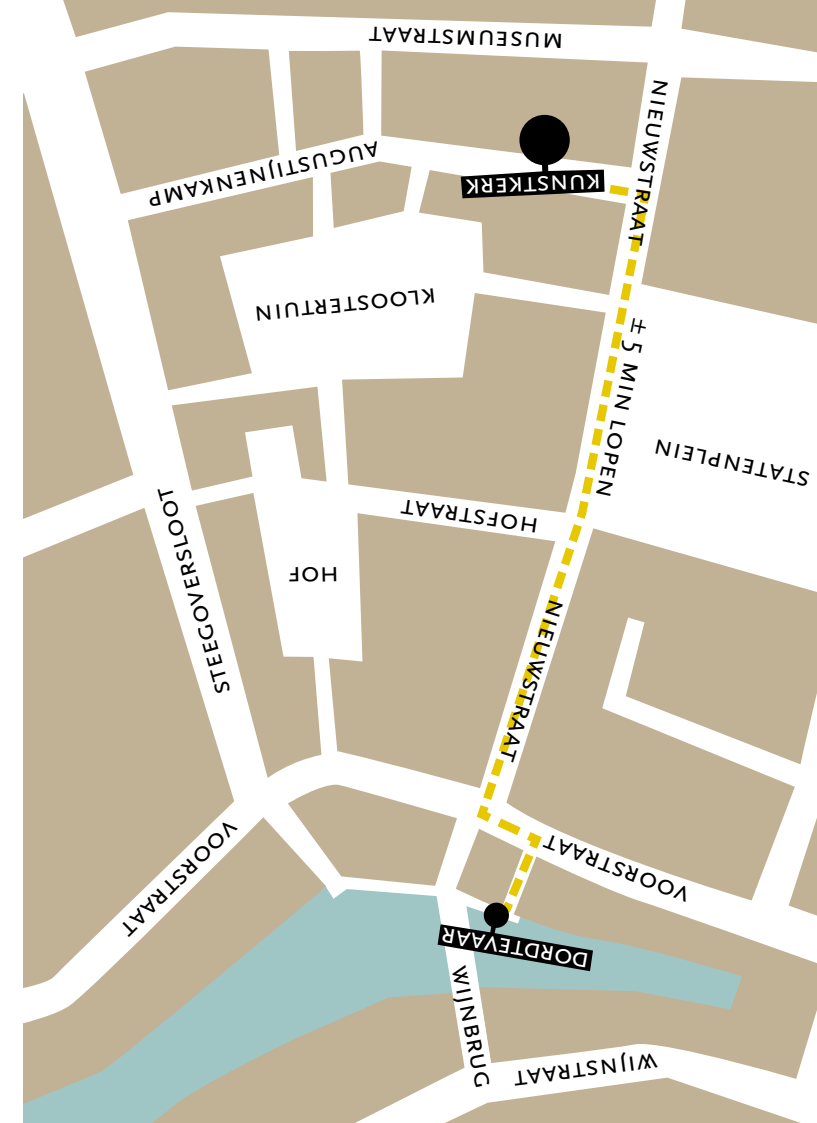 MUSEUMSTRAAT
NIEUWSTRAAT
AUGUSTIJNENKAMP
KUNSTKERK
KLOOSTERTUIN
± 5 MIN LOPEN
STATENPLEIN
HOFSTRAAT
STEEGOVERSLOOT
HOF
NIEUWSTRAAT
VOORSTRAAT
VOORSTRAAT
DORDTEVAAR
WIJNBRUG
WIJNSTRAAT